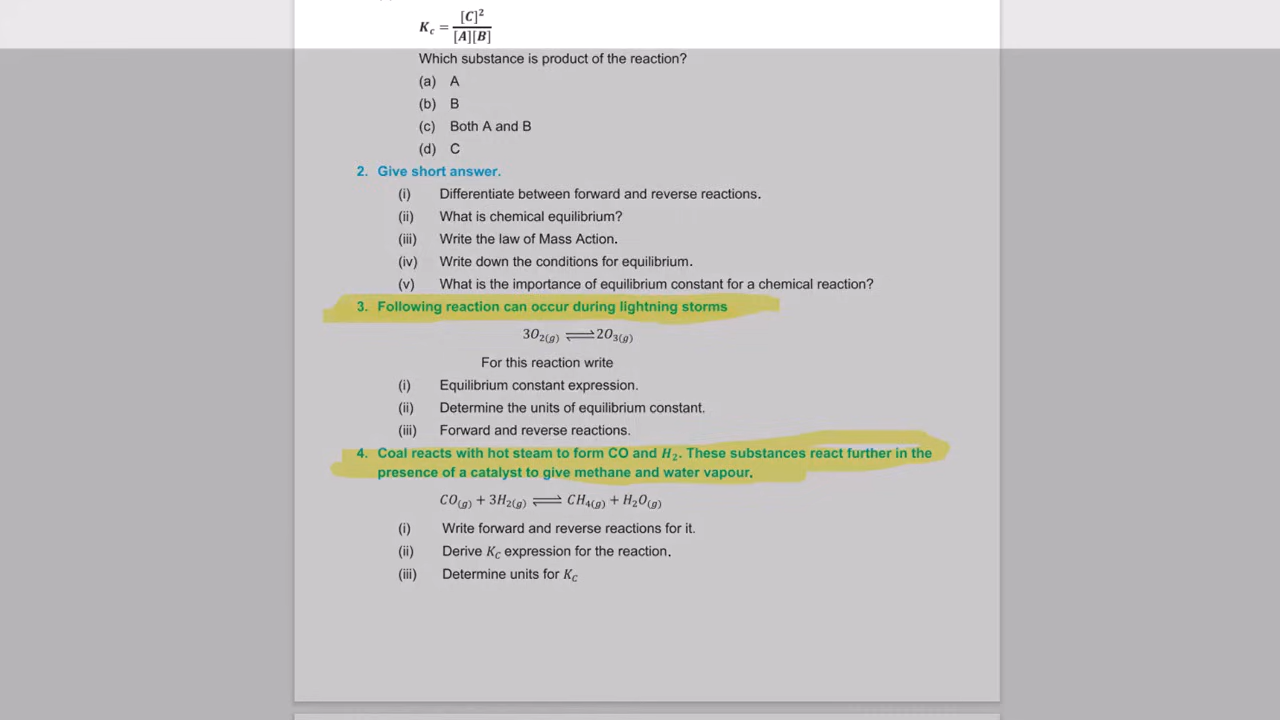 K_c = [C]²/[A][B]
Which substance is product of the reaction?
(a) A
(b) B
(c) Both A and B
(d) C
2. Give short answer.
(i) Differentiate between forward and reverse reactions.
(ii) What is chemical equilibrium?
(iii) Write the law of Mass Action.
(iv) Write down the conditions for equilibrium.
(v) What is the importance of equilibrium constant for a chemical reaction?
3. Following reaction can occur during lightning storms
3O₂(g) ⇌ 2O₃(g)
For this reaction write
(i) Equilibrium constant expression.
(ii) Determine the units of equilibrium constant.
(iii) Forward and reverse reactions.
4. Coal reacts with hot steam to form CO and H₂. These substances react further in the
presence of a catalyst to give methane and water vapour.
CO(g) + 3H₂(g) ⇌ CH₄(g) + H₂O(g)
(i) Write forward and reverse reactions for it.
(ii) Derive K_C expression for the reaction.
(iii) Determine units for K_C